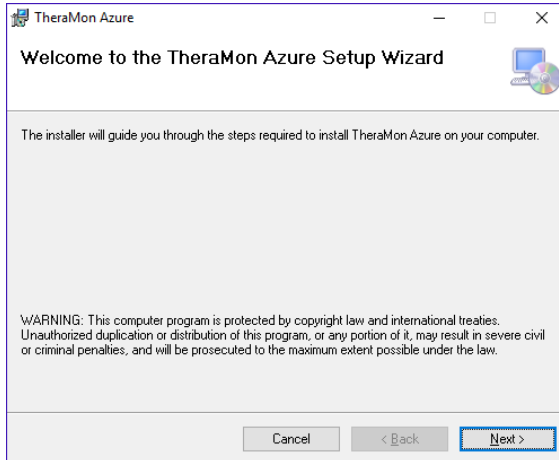 TheraMon Azure
Welcome to the TheraMon Azure Setup Wizard
The installer will guide you through the steps required to install TheraMon Azure on your computer.
WARNING: This computer program is protected by copyright law and international treaties.
Unauthorized duplication or distribution of this program, or any portion of it, may result in severe civil
or criminal penalties, and will be prosecuted to the maximum extent possible under the law.
Cancel < Back Next >